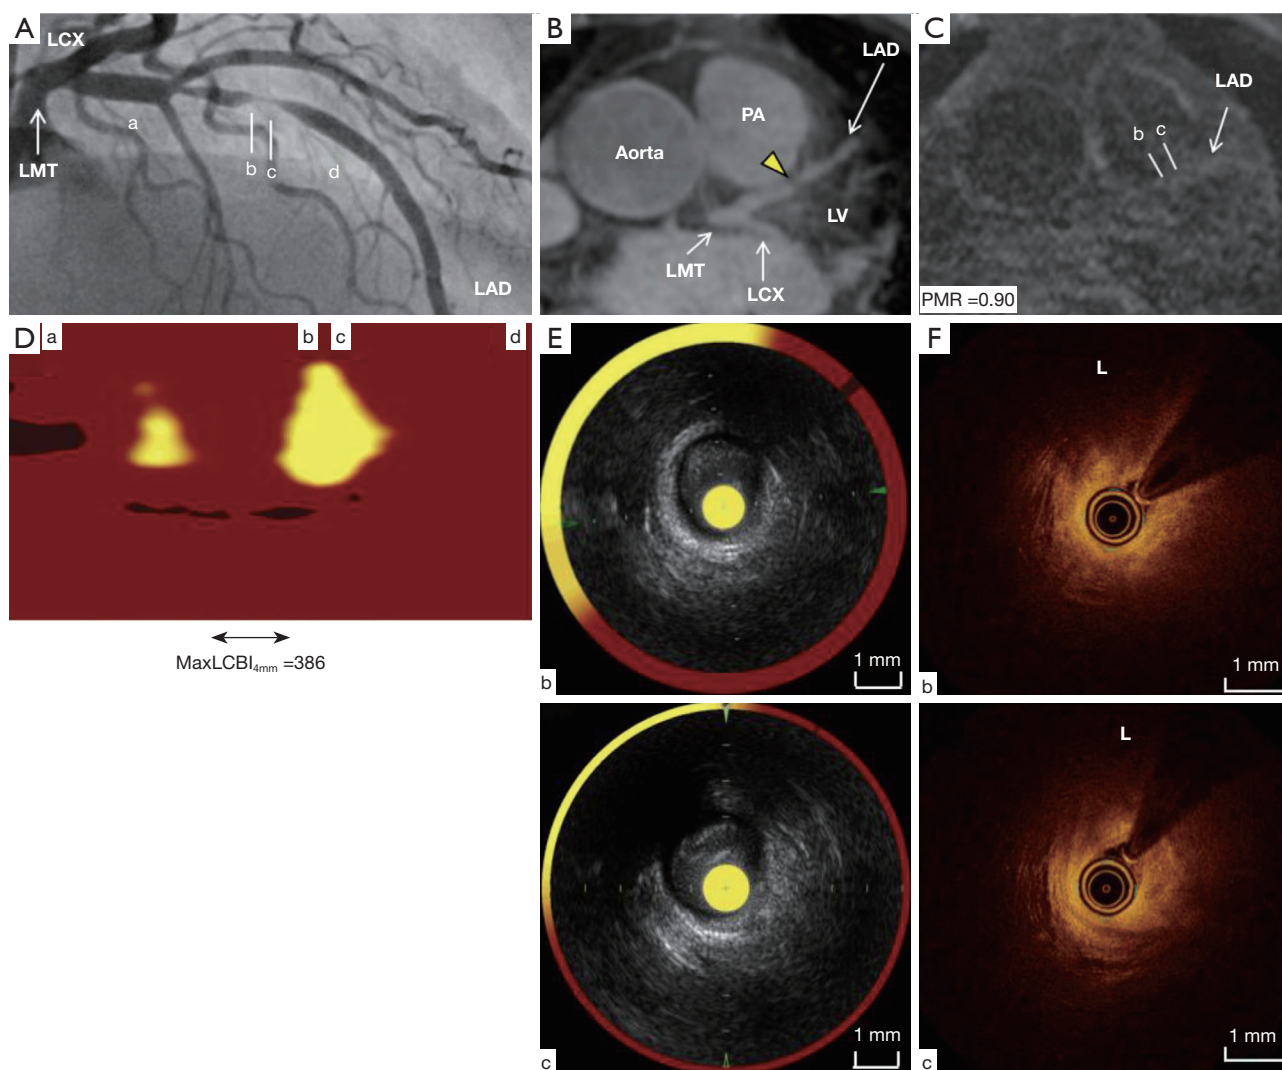 A
LCX
LMT
a
b
c
d
LAD
B
LAD
PA
Aorta
LV
LMT
LCX
C
LAD
b
c
PMR =0.90
D
a
b
c
d
MaxLCBI4mm =386
E
1 mm
b
F
L
1 mm
b
1 mm
c
L
1 mm
c